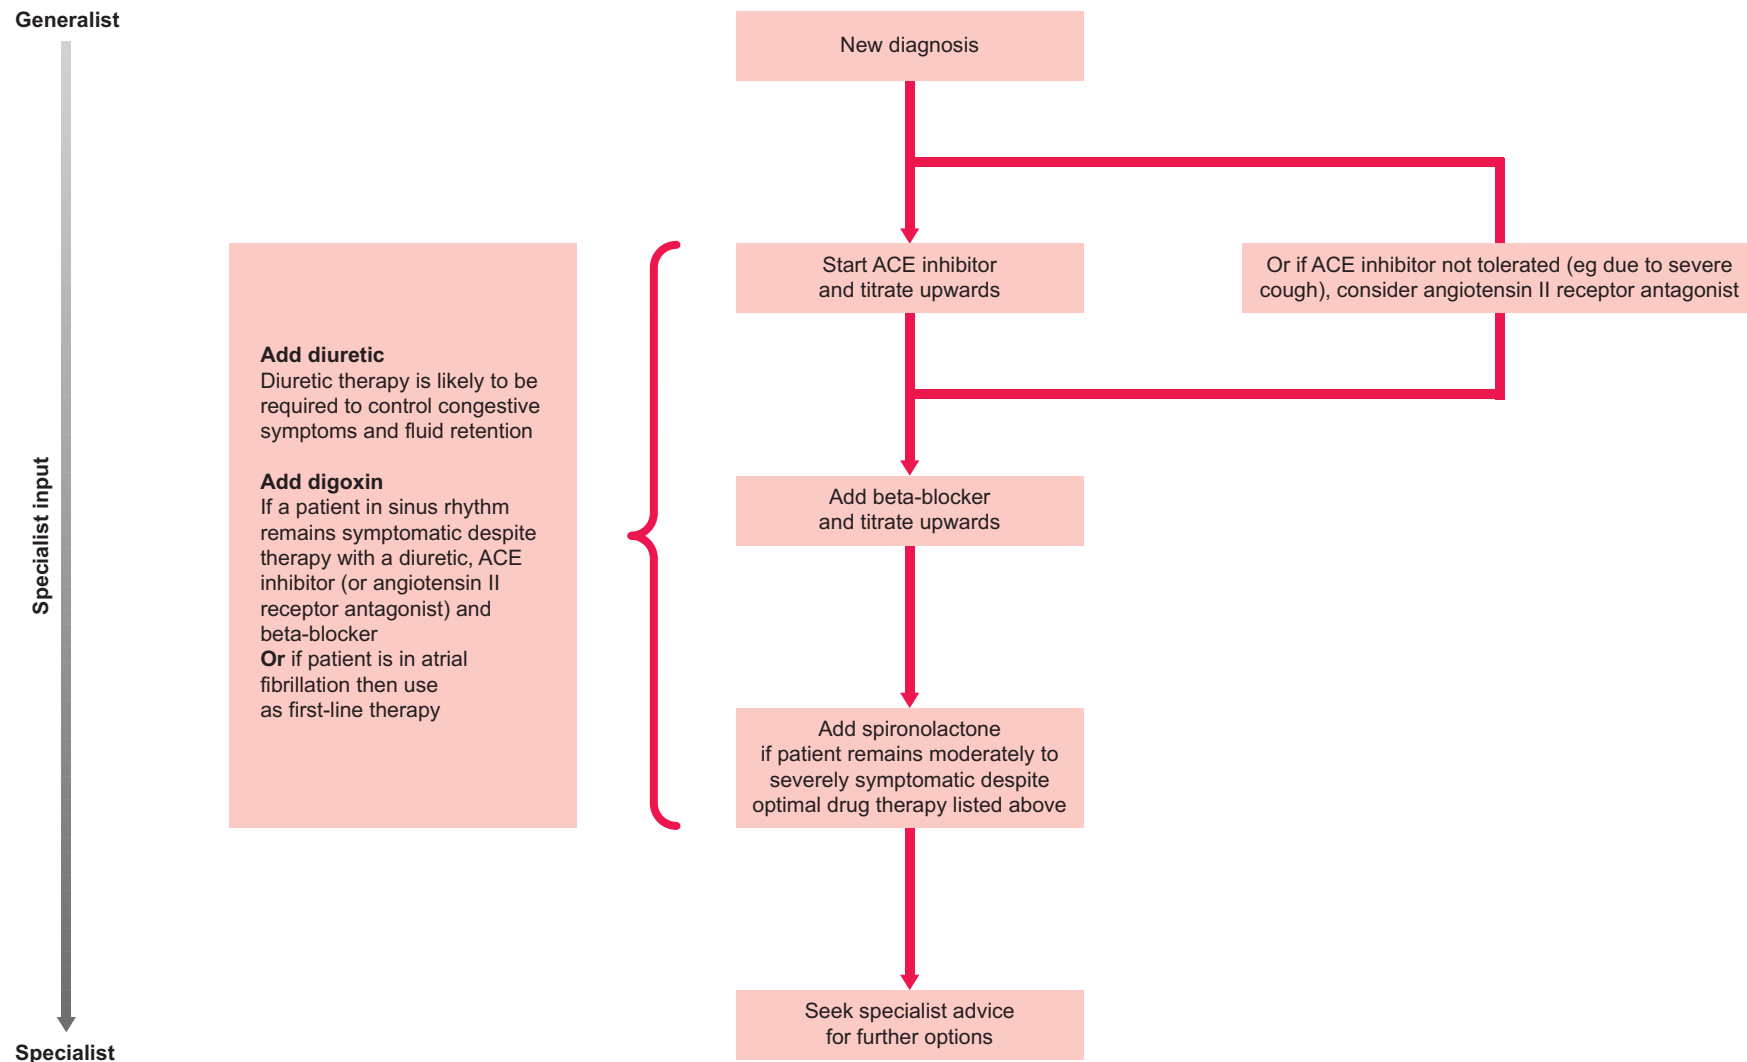 Generalist
New diagnosis
Start ACE inhibitor
and titrate upwards
Or if ACE inhibitor not tolerated (eg due to severe
cough), consider angiotensin II receptor antagonist
Add diuretic
Diuretic therapy is likely to be
required to control congestive
symptoms and fluid retention
Add digoxin
If a patient in sinus rhythm
remains symptomatic despite
therapy with a diuretic, ACE
inhibitor (or angiotensin II
receptor antagonist) and
beta-blocker
Or if patient is in atrial
fibrillation then use
as first-line therapy
Specialist input
Add beta-blocker
and titrate upwards
Add spironolactone
if patient remains moderately to
severely symptomatic despite
optimal drug therapy listed above
Seek specialist advice
for further options
Specialist